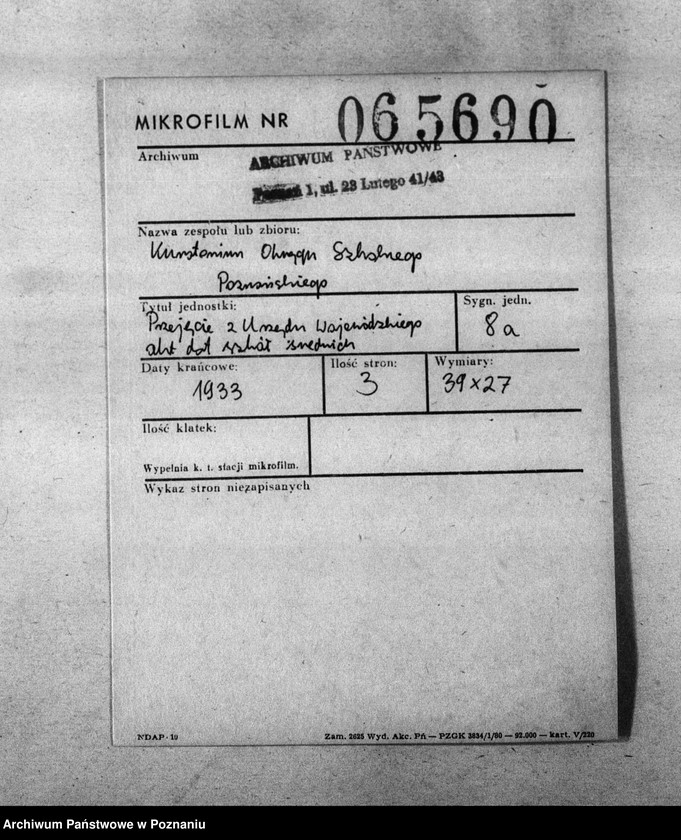 MIKROFILM NR 065690
Archiwum
ARCHIWUM PAŃSTWOWE
Poznań 1, ul. 23 Lutego 41/43
Nazwa zespołu lub zbioru:
Kuratorium Okręgu Szkolnego
Poznańskiego
Tytuł jednostki:
Sygn. jedn.
Przejęcie z Urzędu Wojewódzkiego
akt dot szkół średnich
8a
Daty krańcowe:
Ilość stron:
Wymiary:
1933
3
39×27
Ilość klatek:
Wypełnia k. t. stacji mikrofilm.
Wykaz stron niezapisanych
NDAP-19
Zam. 2625 Wyd. Akc. Pń — PZGK 3834/1/80 — 92.000 — kart. V/220
Archiwum Państwowe w Poznaniu